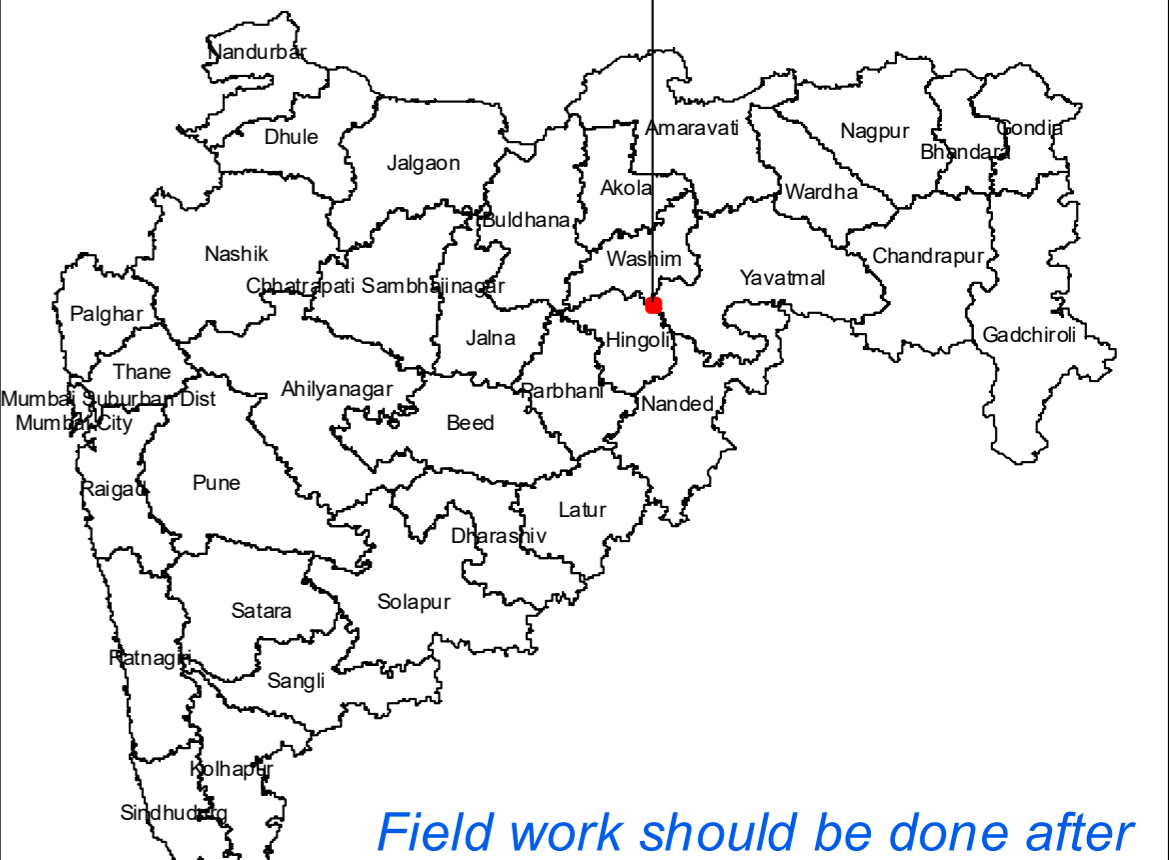 Nandurbar
Dhule
Jalgaon
Amaravati
Nagpur
Gondia
Bhandara
Akola
Wardha
Buldhana
Nashik
Washim
Chandrapur
Yavatmal
Chhatrapati Sambhajinagar
Palghar
Jalna
Hingoli
Gadchiroli
Thane
Ahilyanagar
Parbhani
Mumbai Suburban Dist
Nanded
Mumbai City
Beed
Raigad
Pune
Latur
Dharashiv
Solapur
Satara
Ratnagiri
Sangli
Kolhapur
Sindhudurg
Field work should be done after